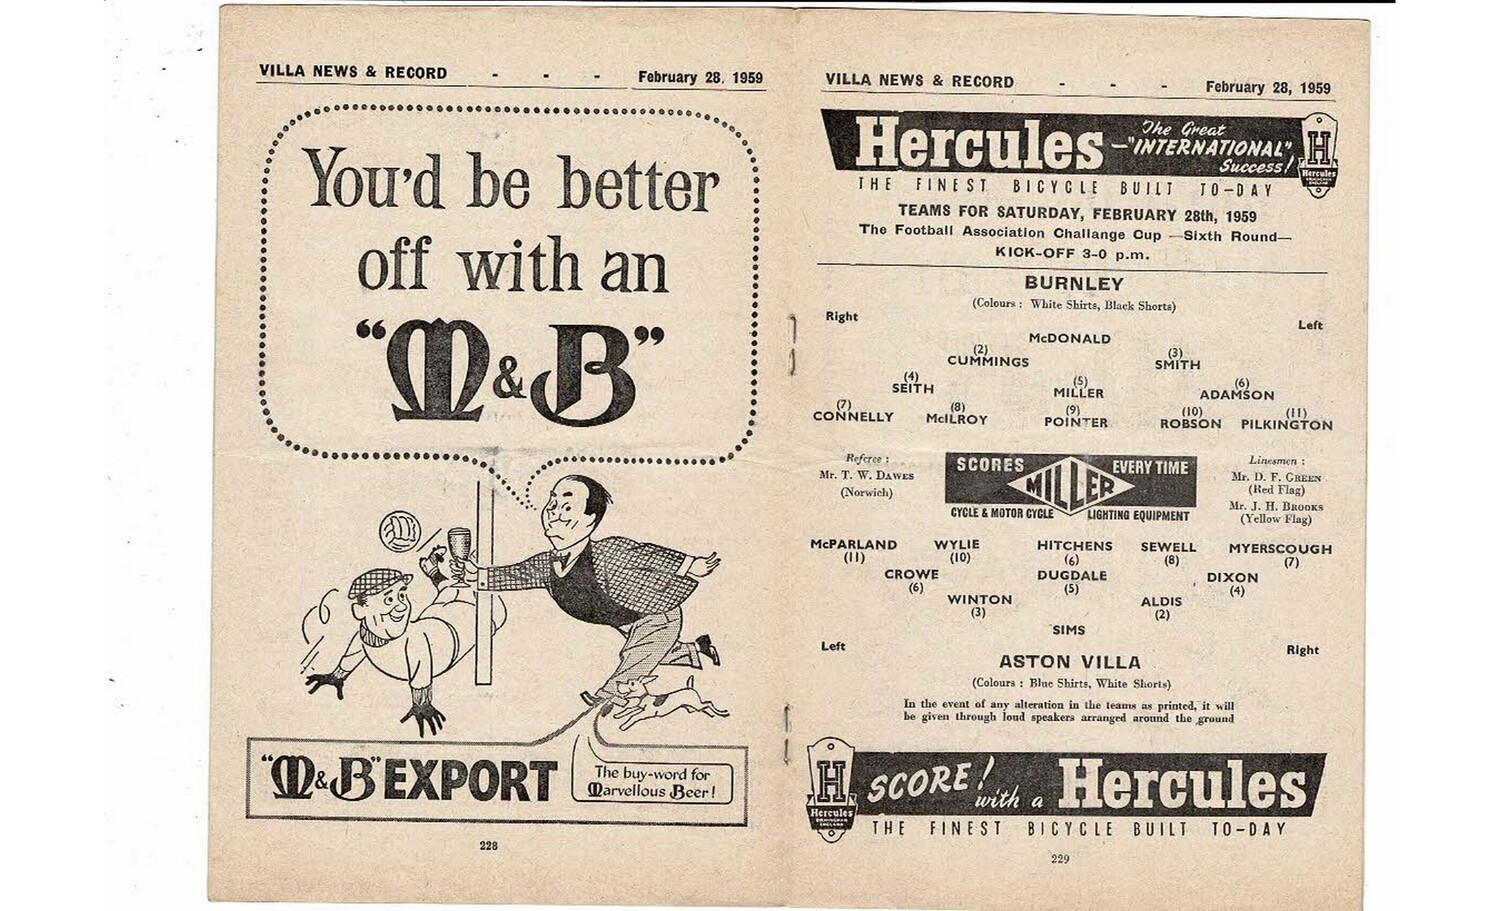 VILLA NEWS & RECORD - - - February 28, 1959
You'd be better
off with an
"M&B"
"M&B" EXPORT
The buy-word for
Marvellous Beer!
228
VILLA NEWS & RECORD - - - February 28, 1959
Hercules
The Great
—"INTERNATIONAL"
Success!
H
Hercules
BIRMINGHAM
ENGLAND
THE FINEST BICYCLE BUILT TO-DAY
TEAMS FOR SATURDAY, FEBRUARY 28th, 1959
The Football Association Challange Cup —Sixth Round—
KICK-OFF 3-0 p.m.
BURNLEY
(Colours : White Shirts, Black Shorts)
Right Left
McDONALD
(2) (3)
CUMMINGS SMITH
(4) (5) (6)
SEITH MILLER ADAMSON
(7) (8) (9) (10) (11)
CONNELLY McILROY POINTER ROBSON PILKINGTON
Referee :
Mr. T. W. DAWES
(Norwich)
SCORES MILLER EVERY TIME
CYCLE & MOTOR CYCLE LIGHTING EQUIPMENT
Linesmen :
Mr. D. F. GREEN
(Red Flag)
Mr. J. H. BROOKS
(Yellow Flag)
McPARLAND WYLIE HITCHENS SEWELL MYERSCOUGH
(11) (10) (6) (8) (7)
CROWE DUGDALE DIXON
(6) (5) (4)
WINTON ALDIS
(3) (2)
SIMS
Left Right
ASTON VILLA
(Colours : Blue Shirts, White Shorts)
In the event of any alteration in the teams as printed, it will
be given through loud speakers arranged around the ground
H
Hercules
BIRMINGHAM
ENGLAND
SCORE! with a Hercules
THE FINEST BICYCLE BUILT TO-DAY
229